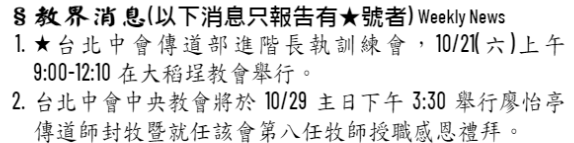 § 教界消息(以下消息只報告有★號者) Weekly News
1. ★台北中會傳道部進階長執訓練會，10/21(六)上午
9:00-12:10 在大稻埕教會舉行。
2. 台北中會中央教會將於 10/29 主日下午 3:30 舉行廖怡亭
傳道師封牧暨就任該會第八任牧師授職感恩禮拜。